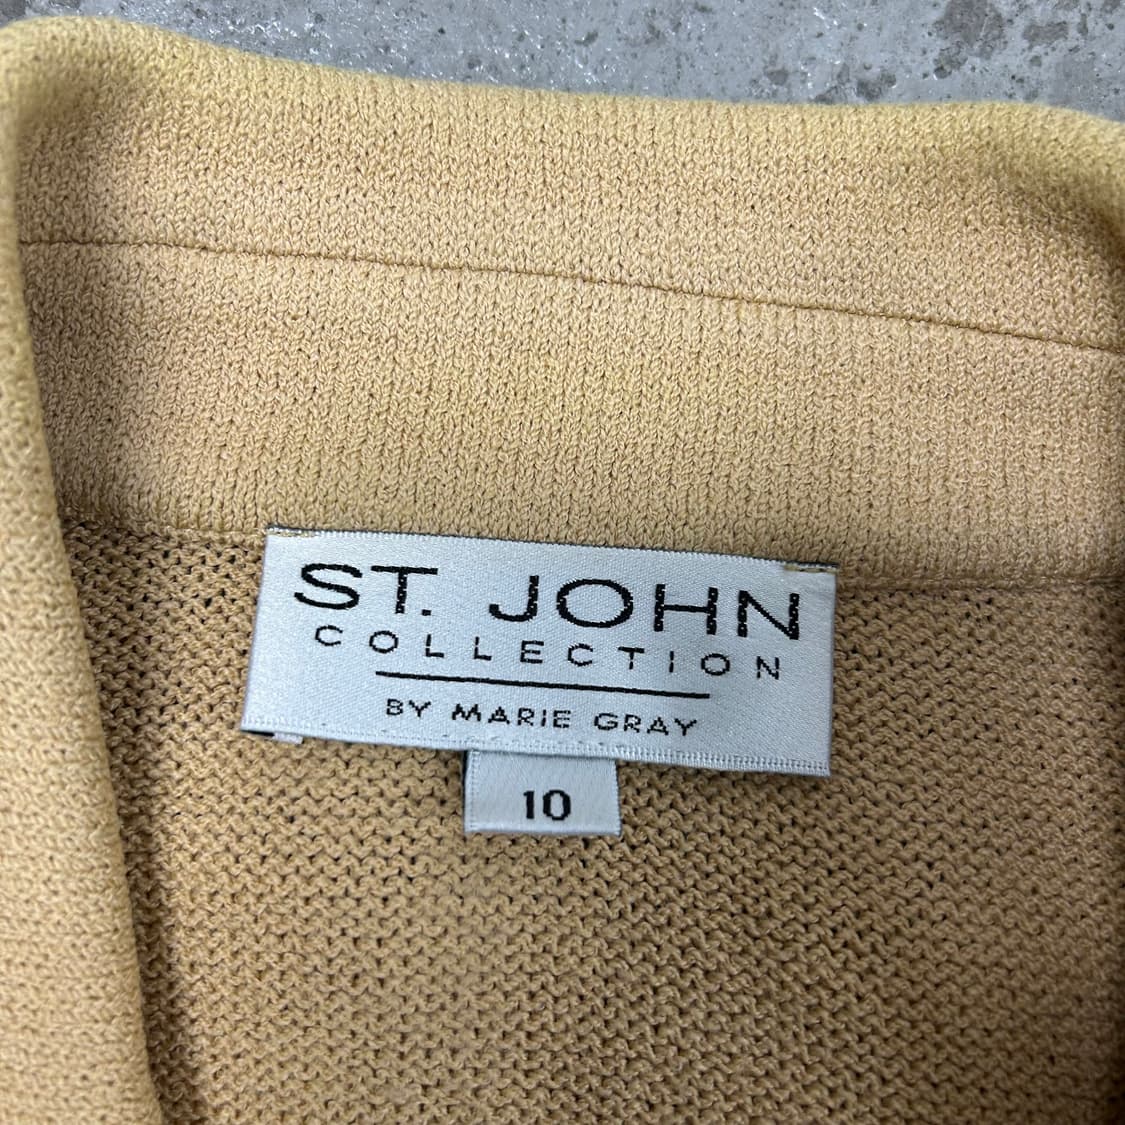 ST. JOHN
COLLECTION
BY MARIE GRAY
10